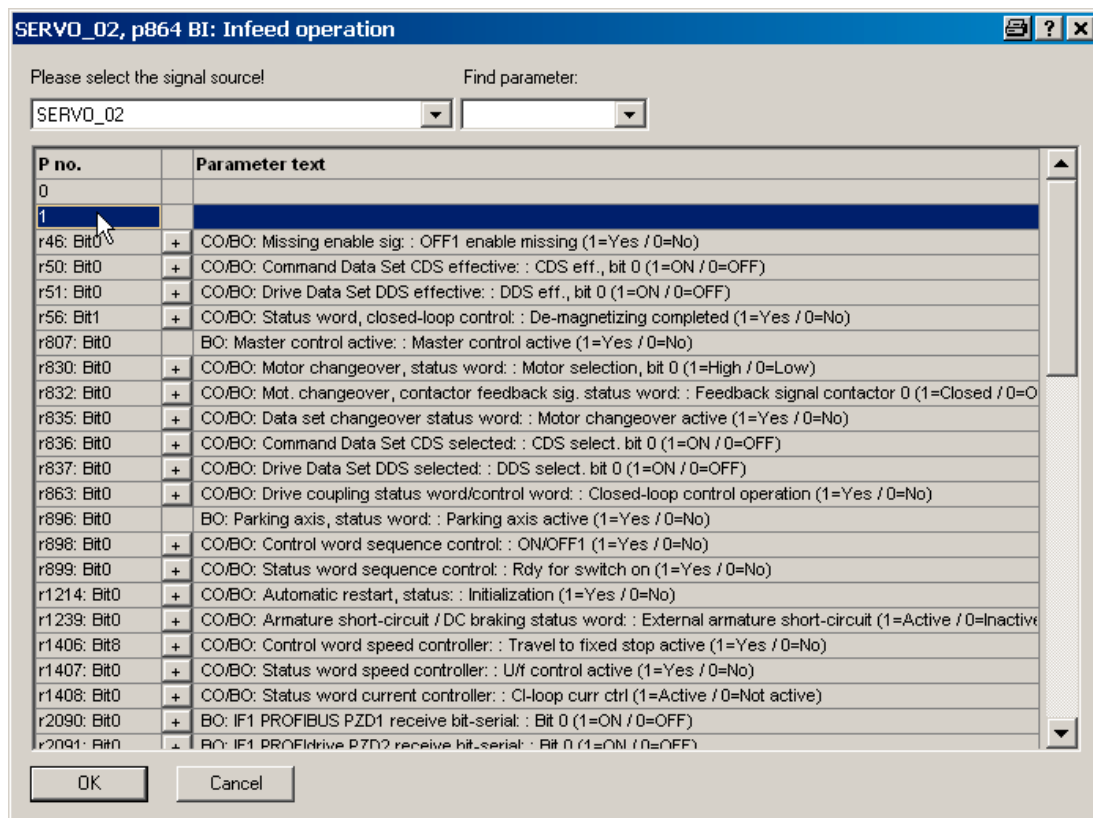 SERVO_02, p864 BI: Infeed operation
Please select the signal source! Find parameter:
SERVO_02
P no. Parameter text
0
1
r46: Bit0 + CO/BO: Missing enable sig: : OFF1 enable missing (1=Yes / 0=No)
r50: Bit0 + CO/BO: Command Data Set CDS effective: : CDS eff., bit 0 (1=ON / 0=OFF)
r51: Bit0 + CO/BO: Drive Data Set DDS effective: : DDS eff., bit 0 (1=ON / 0=OFF)
r56: Bit1 + CO/BO: Status word, closed-loop control: : De-magnetizing completed (1=Yes / 0=No)
r807: Bit0 BO: Master control active: : Master control active (1=Yes / 0=No)
r830: Bit0 + CO/BO: Motor changeover, status word: : Motor selection, bit 0 (1=High / 0=Low)
r832: Bit0 + CO/BO: Mot. changeover, contactor feedback sig. status word: : Feedback signal contactor 0 (1=Closed / 0=O
r835: Bit0 + CO/BO: Data set changeover status word: : Motor changeover active (1=Yes / 0=No)
r836: Bit0 + CO/BO: Command Data Set CDS selected: : CDS select. bit 0 (1=ON / 0=OFF)
r837: Bit0 + CO/BO: Drive Data Set DDS selected: : DDS select. bit 0 (1=ON / 0=OFF)
r863: Bit0 + CO/BO: Drive coupling status word/control word: : Closed-loop control operation (1=Yes / 0=No)
r896: Bit0 BO: Parking axis, status word: : Parking axis active (1=Yes / 0=No)
r898: Bit0 + CO/BO: Control word sequence control: : ON/OFF1 (1=Yes / 0=No)
r899: Bit0 + CO/BO: Status word sequence control: : Rdy for switch on (1=Yes / 0=No)
r1214: Bit0 + CO/BO: Automatic restart, status: : Initialization (1=Yes / 0=No)
r1239: Bit0 + CO/BO: Armature short-circuit / DC braking status word: : External armature short-circuit (1=Active / 0=Inactive
r1406: Bit8 + CO/BO: Control word speed controller: : Travel to fixed stop active (1=Yes / 0=No)
r1407: Bit0 + CO/BO: Status word speed controller: : U/f control active (1=Yes / 0=No)
r1408: Bit0 + CO/BO: Status word current controller: : Cl-loop curr ctrl (1=Active / 0=Not active)
r2090: Bit0 + BO: IF1 PROFIBUS PZD1 receive bit-serial: : Bit 0 (1=ON / 0=OFF)
r2091: Bit0 + BO: IF1 PROFIdrive PZD2 receive bit-serial: : Bit 0 (1=ON / 0=OFF)
OK Cancel